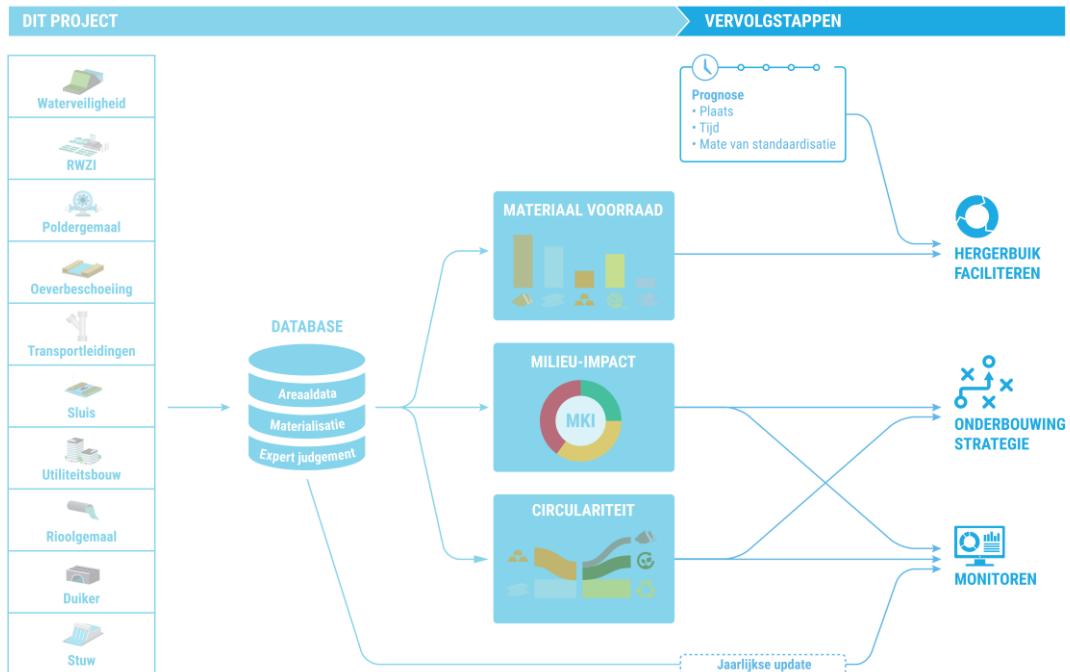 DIT PROJECT
VERVOLGSTAPPEN
Waterveiligheid
RWZI
Poldergemaal
Oeverbeschoeiing
Transportleidingen
Sluis
Utiliteitsbouw
Rioolgemaal
Duiker
Stuw
DATABASE
Areaaldata
Materialisatie
Expert judgement
MATERIAAL VOORRAAD
MILIEU-IMPACT
MKI
CIRCULARITEIT
Prognose
• Plaats
• Tijd
• Mate van standaardisatie
HERGERBUIK
FACILITEREN
ONDERBOUWING
STRATEGIE
MONITOREN
Jaarlijkse update